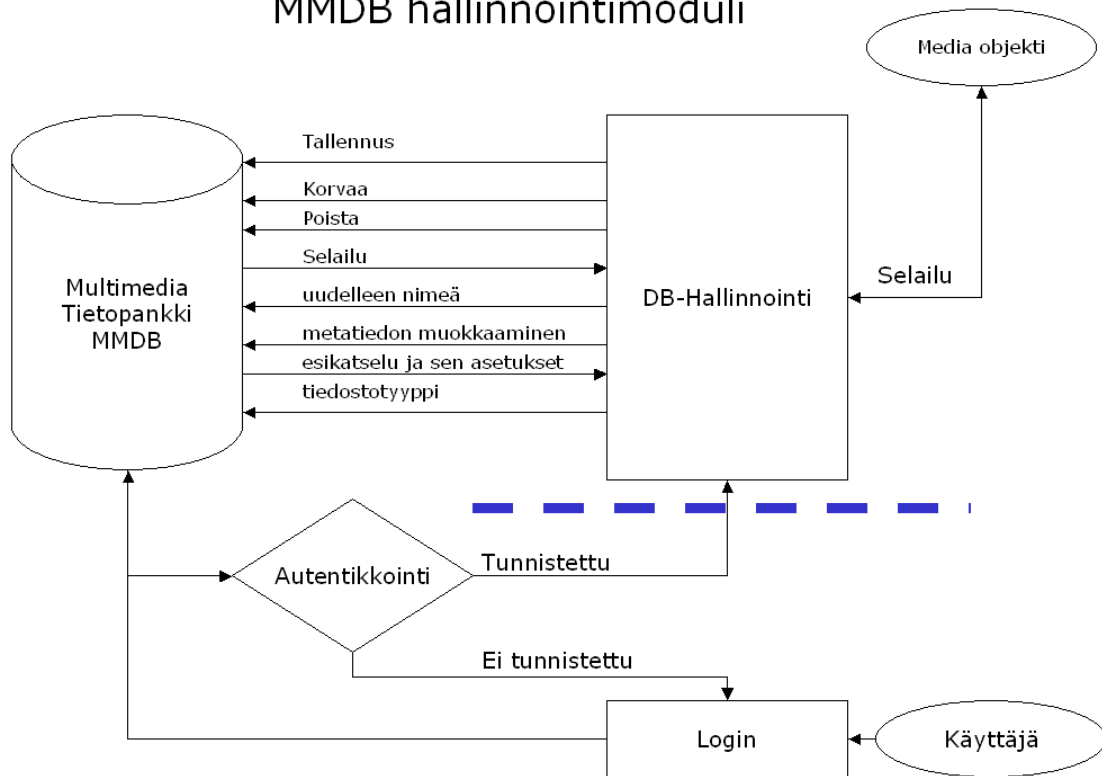 MMDB hallinnointimoduli
Media objekti
Tallennus
Korvaa
Poista
Selailu
uudelleen nimeä
metatiedon muokkaaminen
esikatselu ja sen asetukset
tiedostotyyppi
Multimedia
Tietopankki
MMDB
DB-Hallinnointi
Selailu
Autentikkointi
Tunnistettu
Ei tunnistettu
Login
Käyttäjä